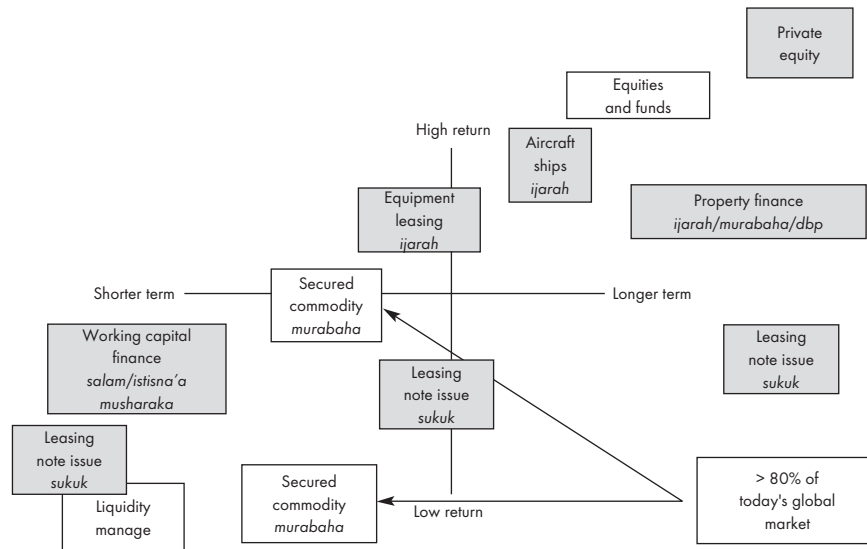 Private
equity
Equities
and funds
High return
Aircraft
ships
ijarah
Equipment
leasing
ijarah
Property finance
ijarah/murabaha/dbp
Shorter term
Secured
commodity
murabaha
Longer term
Working capital
finance
salam/istisna’a
musharaka
Leasing
note issue
sukuk
Leasing
note issue
sukuk
Leasing
note issue
sukuk
Liquidity
manage
Secured
commodity
murabaha
Low return
> 80% of
today's global
market